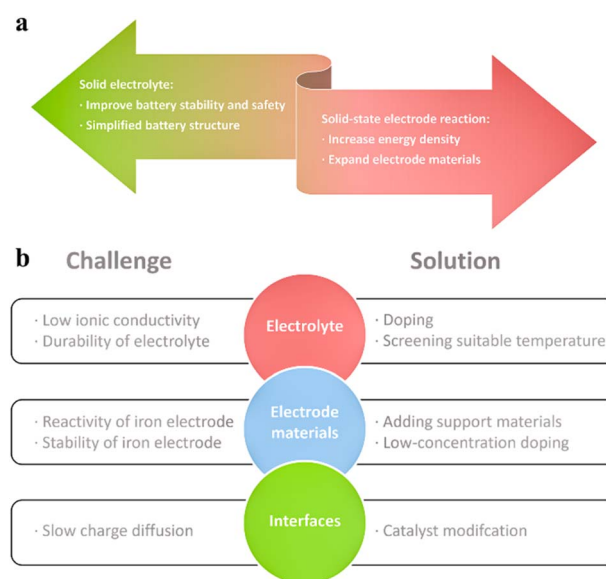 a
Solid electrolyte:
· Improve battery stability and safety
· Simplified battery structure
Solid-state electrode reaction:
· Increase energy density
· Expand electrode materials
b
Challenge
Solution
· Low ionic conductivity
· Durability of electrolyte
Electrolyte
· Doping
· Screening suitable temperature
· Reactivity of iron electrode
· Stability of iron electrode
Electrode
materials
· Adding support materials
· Low-concentration doping
· Slow charge diffusion
Interfaces
· Catalyst modifcation